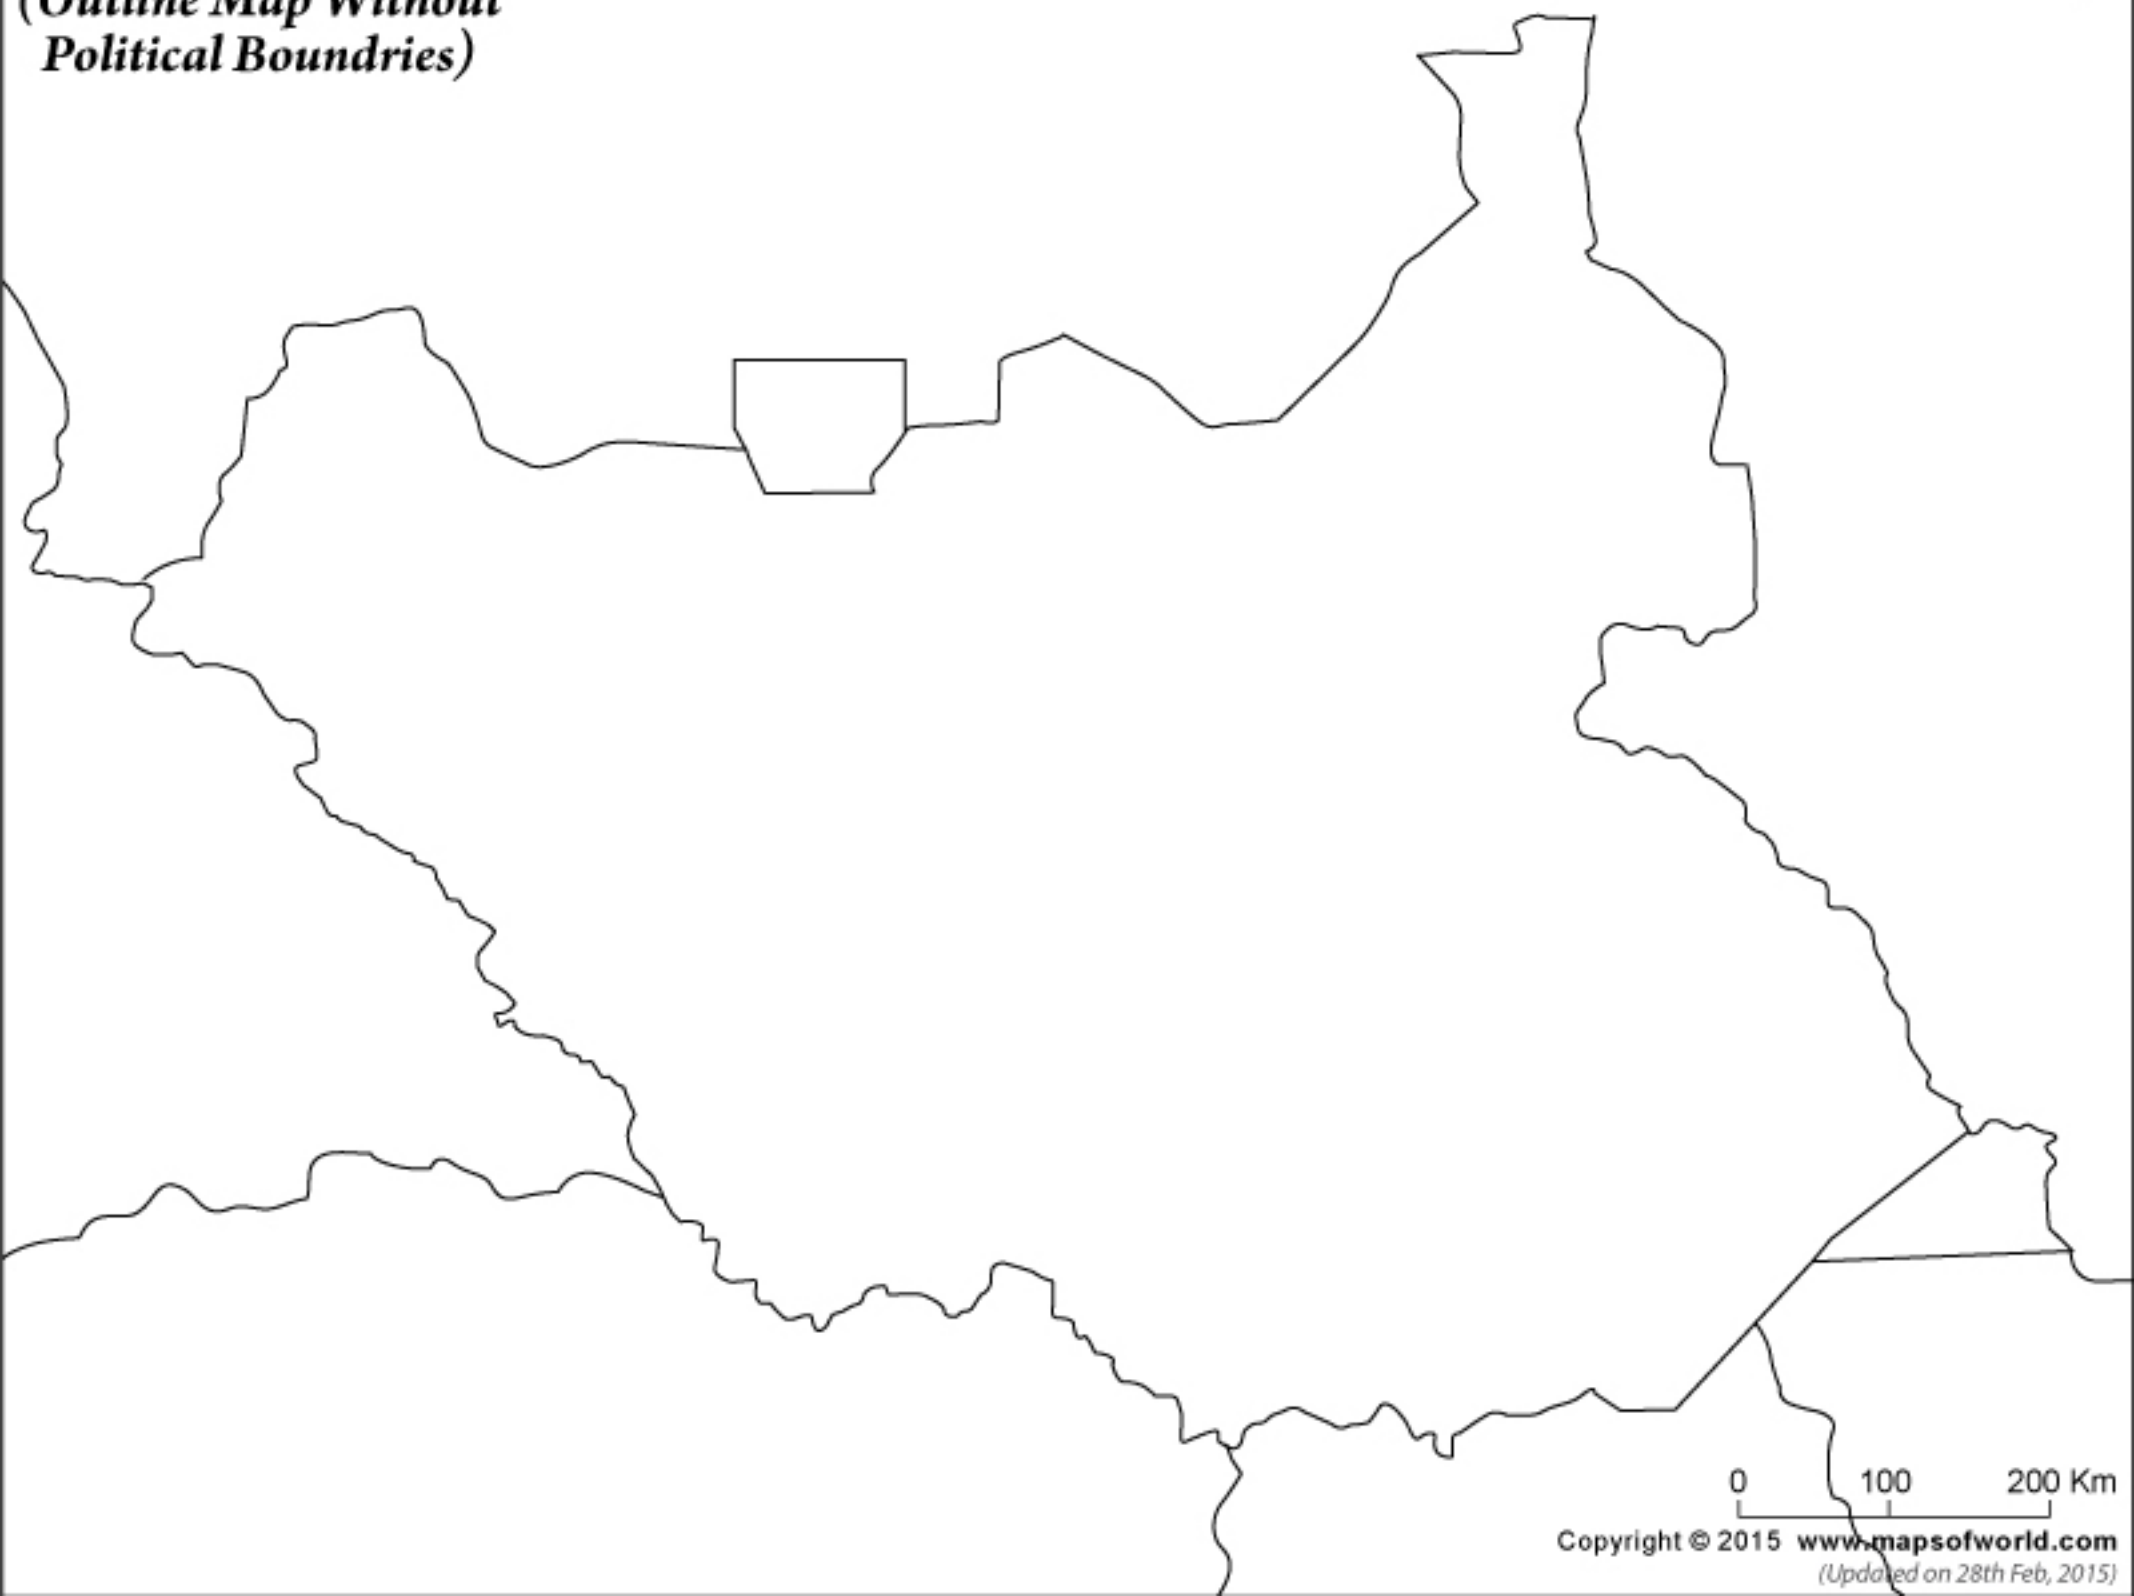 (Outline Map Without
Political Boundries)
0 100 200 Km
Copyright © 2015 www.mapsofworld.com
(Updated on 28th Feb, 2015)